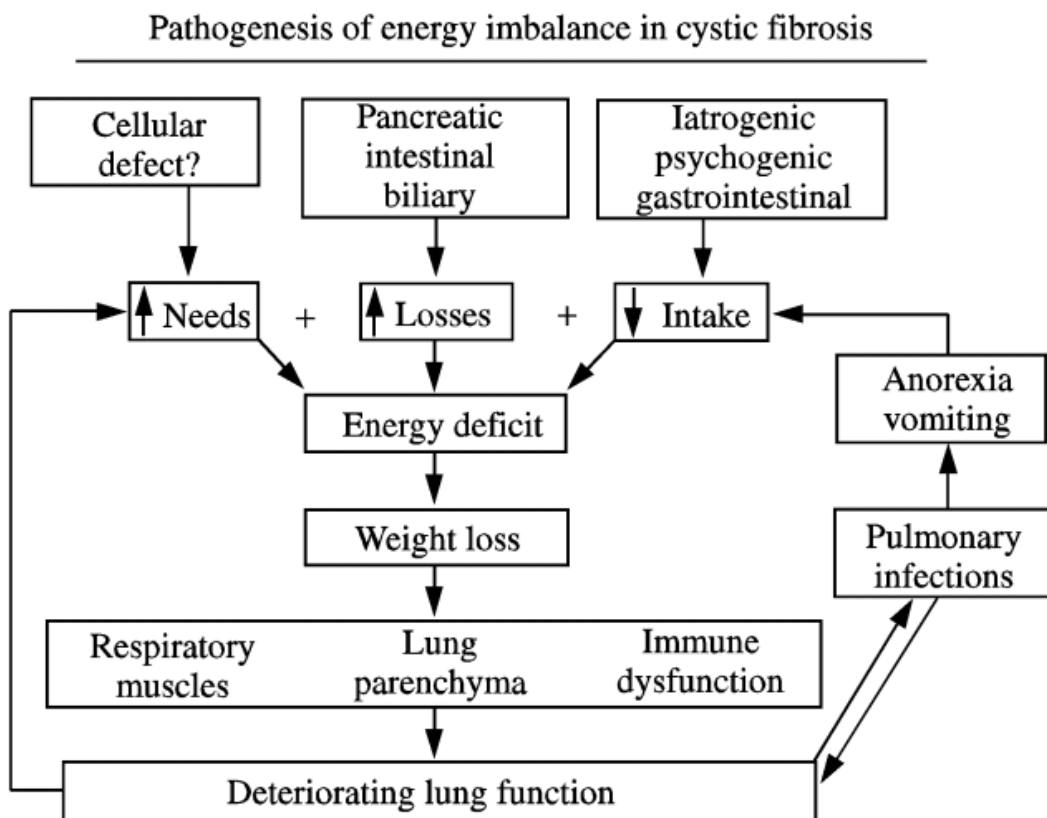 Pathogenesis of energy imbalance in cystic fibrosis
Cellular
defect?
Pancreatic
intestinal
biliary
Iatrogenic
psychogenic
gastrointestinal
↑ Needs + ↑ Losses + ↓ Intake
Anorexia
vomiting
Energy deficit
Weight loss
Pulmonary
infections
Respiratory
muscles
Lung
parenchyma
Immune
dysfunction
Deteriorating lung function